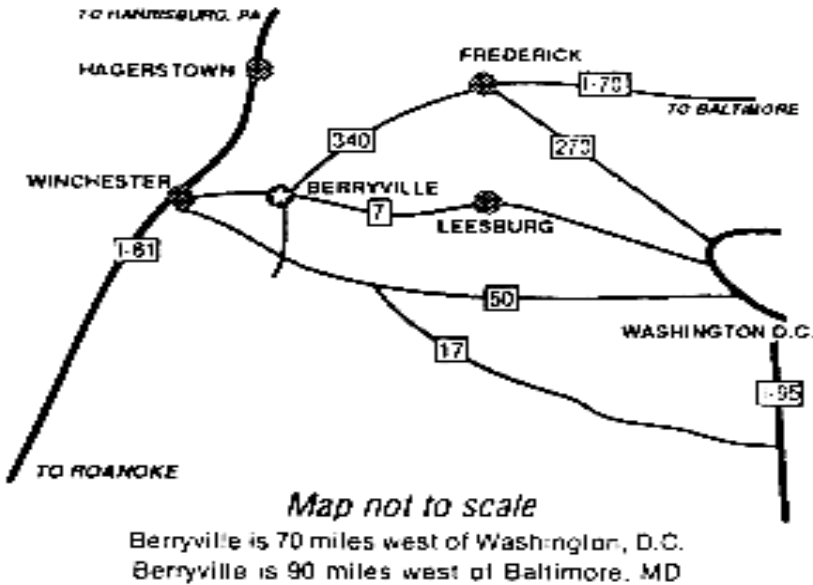 TO HARRISBURG, PA
HAGERSTOWN
FREDERICK
I-70
TO BALTIMORE
340
270
WINCHESTER
BERRYVILLE
7
LEESBURG
I-81
50
WASHINGTON D.C.
17
I-95
TO ROANOKE
Map not to scale
Berryville is 70 miles west of Washington, D.C.
Berryville is 90 miles west of Baltimore, MD